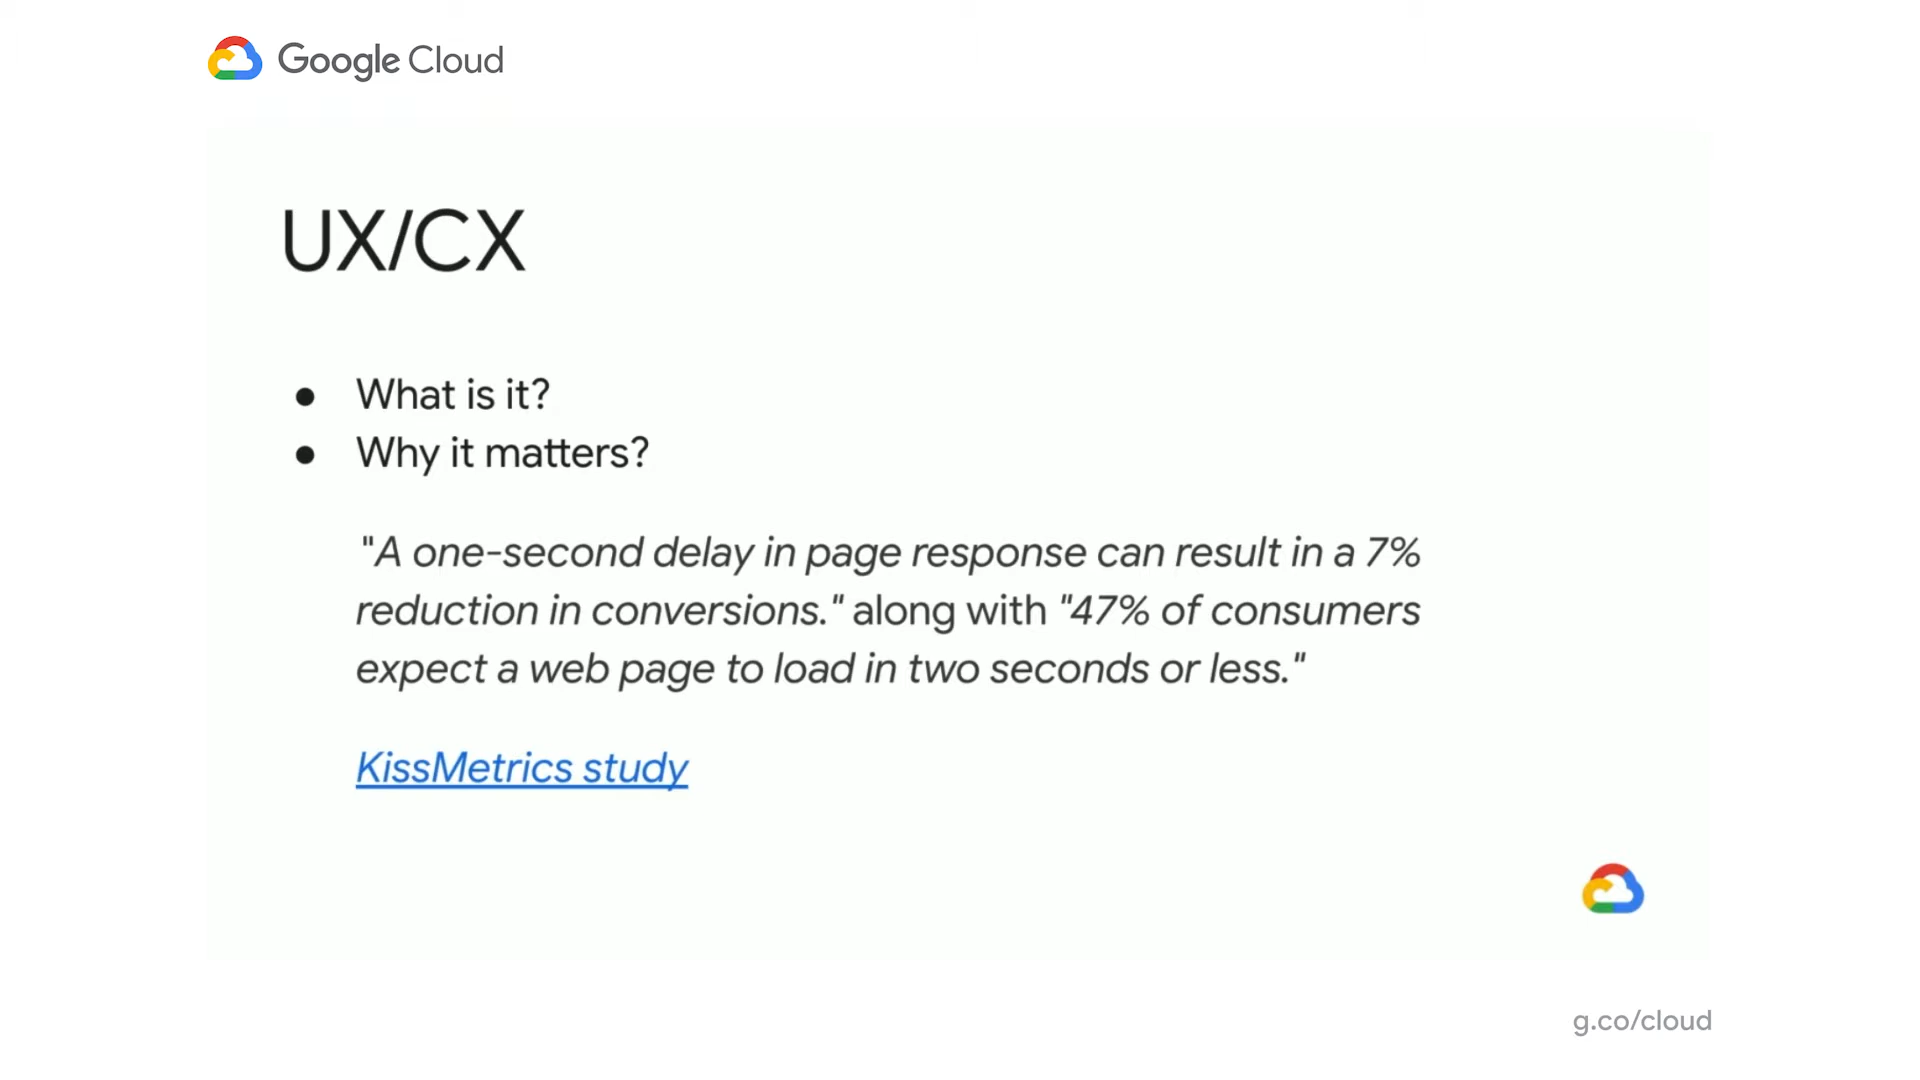 Google Cloud
UX/CX
● What is it?
● Why it matters?
"A one-second delay in page response can result in a 7%
reduction in conversions." along with "47% of consumers
expect a web page to load in two seconds or less."
KissMetrics study
g.co/cloud